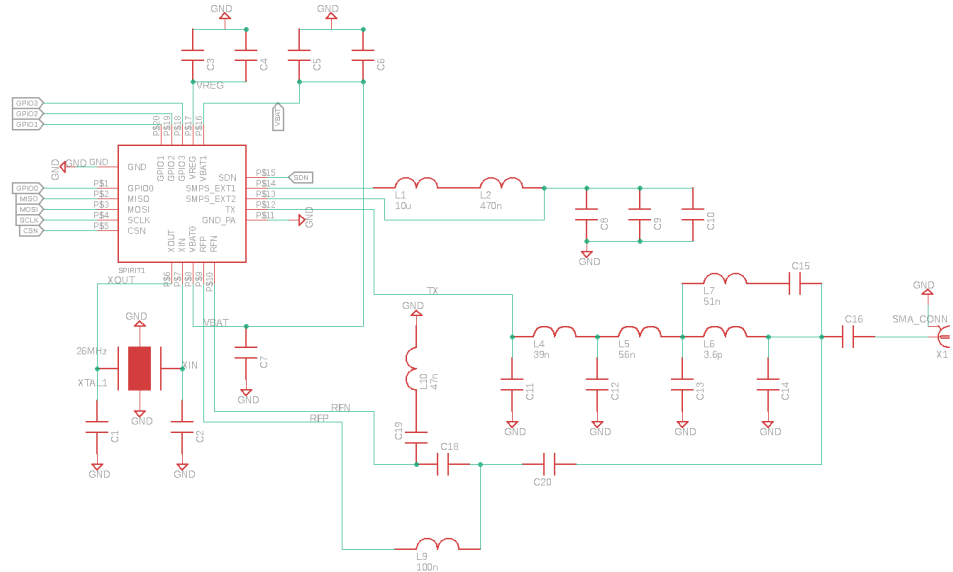 GND
GND
C3
C4
C5
C6
VREG
GPIO3
GPIO2
GPIO1
VBAT
P$20
P$19
P$18
P$17
P$16
GPIO1
GPIO2
GPIO3
VREG
VBAT1
GND
GND
GND
GND
GPIO0
P$1
GPIO0
MISO
P$2
MISO
MOSI
P$3
MOSI
SCLK
P$4
SCLK
CSN
P$5
CSN
SDN
P$15
SDN
SMPS_EXT1
P$14
SMPS_EXT2
P$13
TX
P$12
GND_PA
P$11
GND
L1
10u
L2
470n
C8
C9
C10
GND
XOUT
XIN
VBAT0
RFP
RFN
SPIRIT1
P$6
P$7
P$8
P$9
P$10
XOUT
TX
L7
51n
C15
GND
GND
GND
VBAT
C16
SMA_CONN
X1
26MHz
XTAL1
XIN
C7
L10
47n
L4
39n
L5
56n
L6
3.6p
C11
C12
C13
C14
GND
GND
RFN
RFP
GND
GND
GND
GND
C1
C2
C19
C18
GND
GND
C20
L9
100n